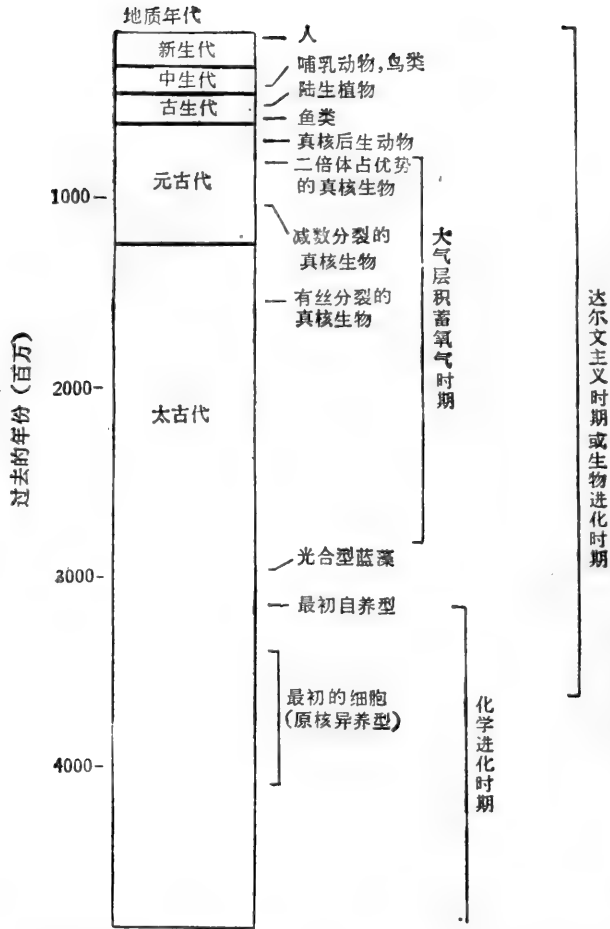 地质年代
新生代
中生代
古生代
元古代
太古代
过去的年份（百万）
1000
2000
3000
4000
人
哺乳动物，鸟类
陆生植物
鱼类
真核后生动物
二倍体占优势
的真核生物
减数分裂的
真核生物
有丝分裂的
真核生物
光合型蓝藻
最初自养型
最初的细胞
(原核异养型)
大气层积蓄氧气时期
化学进化时期
达尔文主义时期或生物进化时期